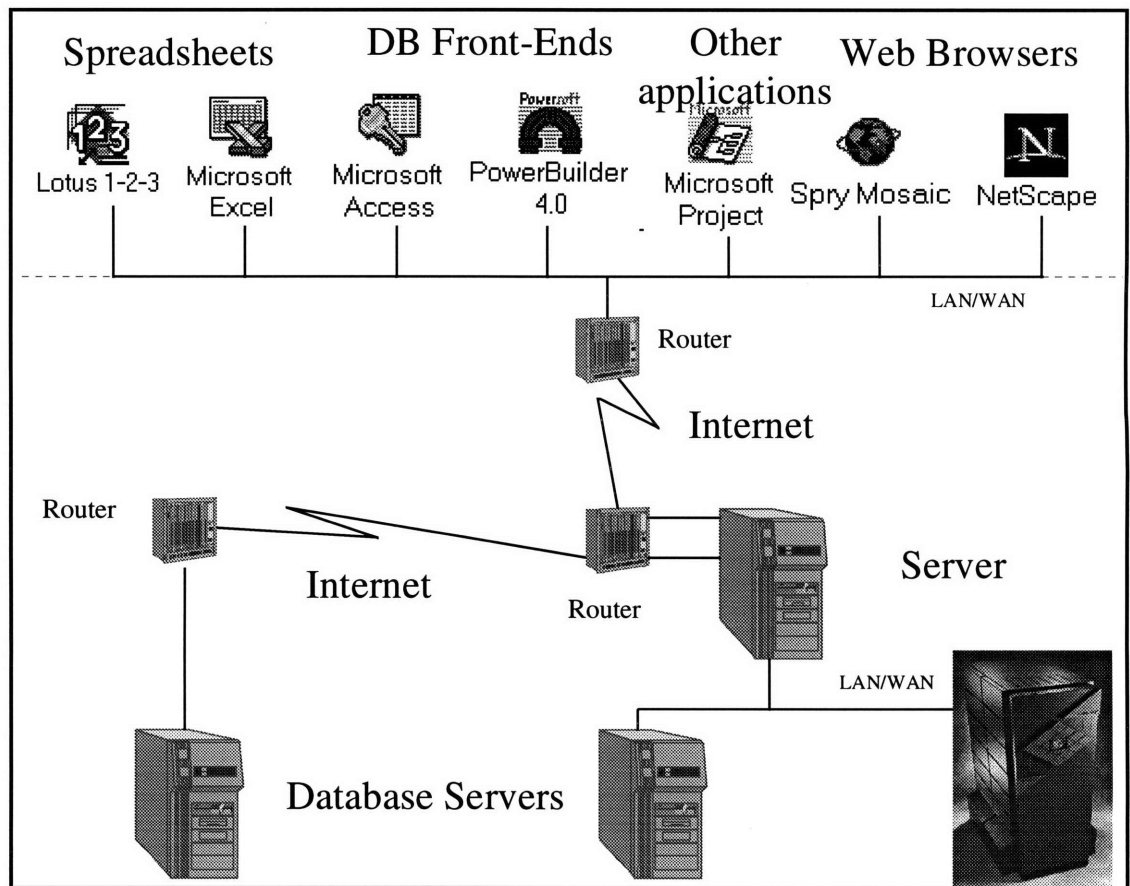 Spreadsheets
DB Front-Ends
Other
applications
Web Browsers
123
Powersoft
Microsoft
N
Lotus 1-2-3
Microsoft
Excel
Microsoft
Access
PowerBuilder
4.0
Microsoft
Project
Spry Mosaic
NetScape
LAN/WAN
Router
Internet
Router
Internet
Router
Server
LAN/WAN
Database Servers